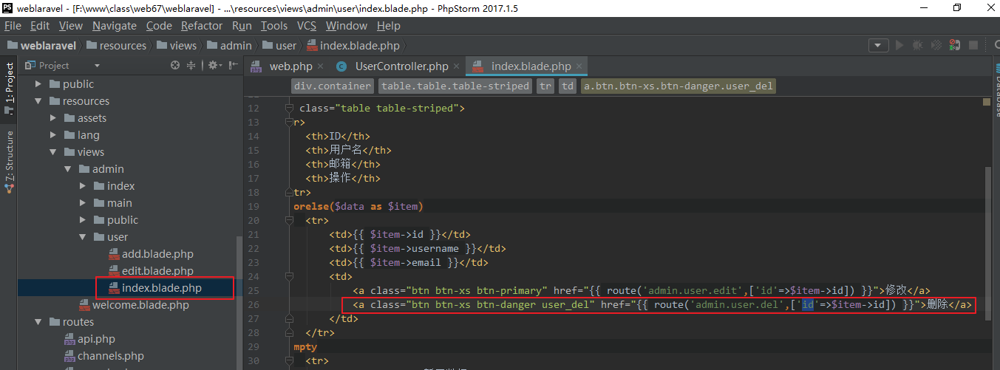 weblaravel - [F:\www\class\web67\weblaravel] - ...\resources\views\admin\user\index.blade.php - PhpStorm 2017.1.5
File Edit View Navigate Code Refactor Run Tools VCS Window Help
weblaravel resources views admin user index.blade.php
Project
web.php UserController.php index.blade.php
div.container table.table.table-striped tr td a.btn.btn-xs.btn-danger.user_del
1: Project
7: Structure
Database
public
resources
assets
lang
views
admin
index
main
public
user
add.blade.php
edit.blade.php
index.blade.php
welcome.blade.php
routes
api.php
channels.php
12 class="table table-striped">
13 r>
14 <th>ID</th>
15 <th>用户名</th>
16 <th>邮箱</th>
17 <th>操作</th>
18 tr>
19 orelse($data as $item)
20 <tr>
21 <td>{{ $item->id }}</td>
22 <td>{{ $item->username }}</td>
23 <td>{{ $item->email }}</td>
24 <td>
25 <a class="btn btn-xs btn-primary" href="{{ route('admin.user.edit',['id'=>$item->id]) }}">修改</a>
26 <a class="btn btn-xs btn-danger user_del" href="{{ route('admin.user.del',['id'=>$item->id]) }}">删除</a>
27 </td>
28 </tr>
29 mpty
30 <tr>